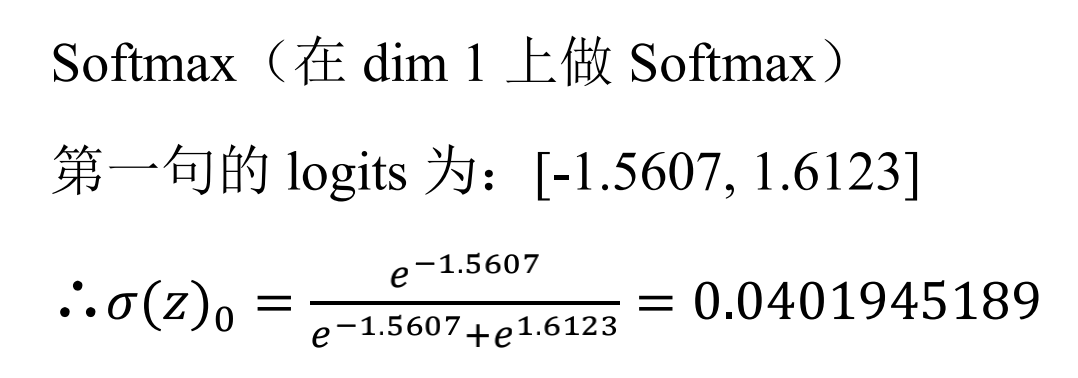 Softmax（在 dim 1 上做 Softmax）
第一句的 logits 为：[-1.5607, 1.6123]
∴σ(z)₀ = e^−1.5607 / (e^−1.5607+e^1.6123) = 0.0401945189